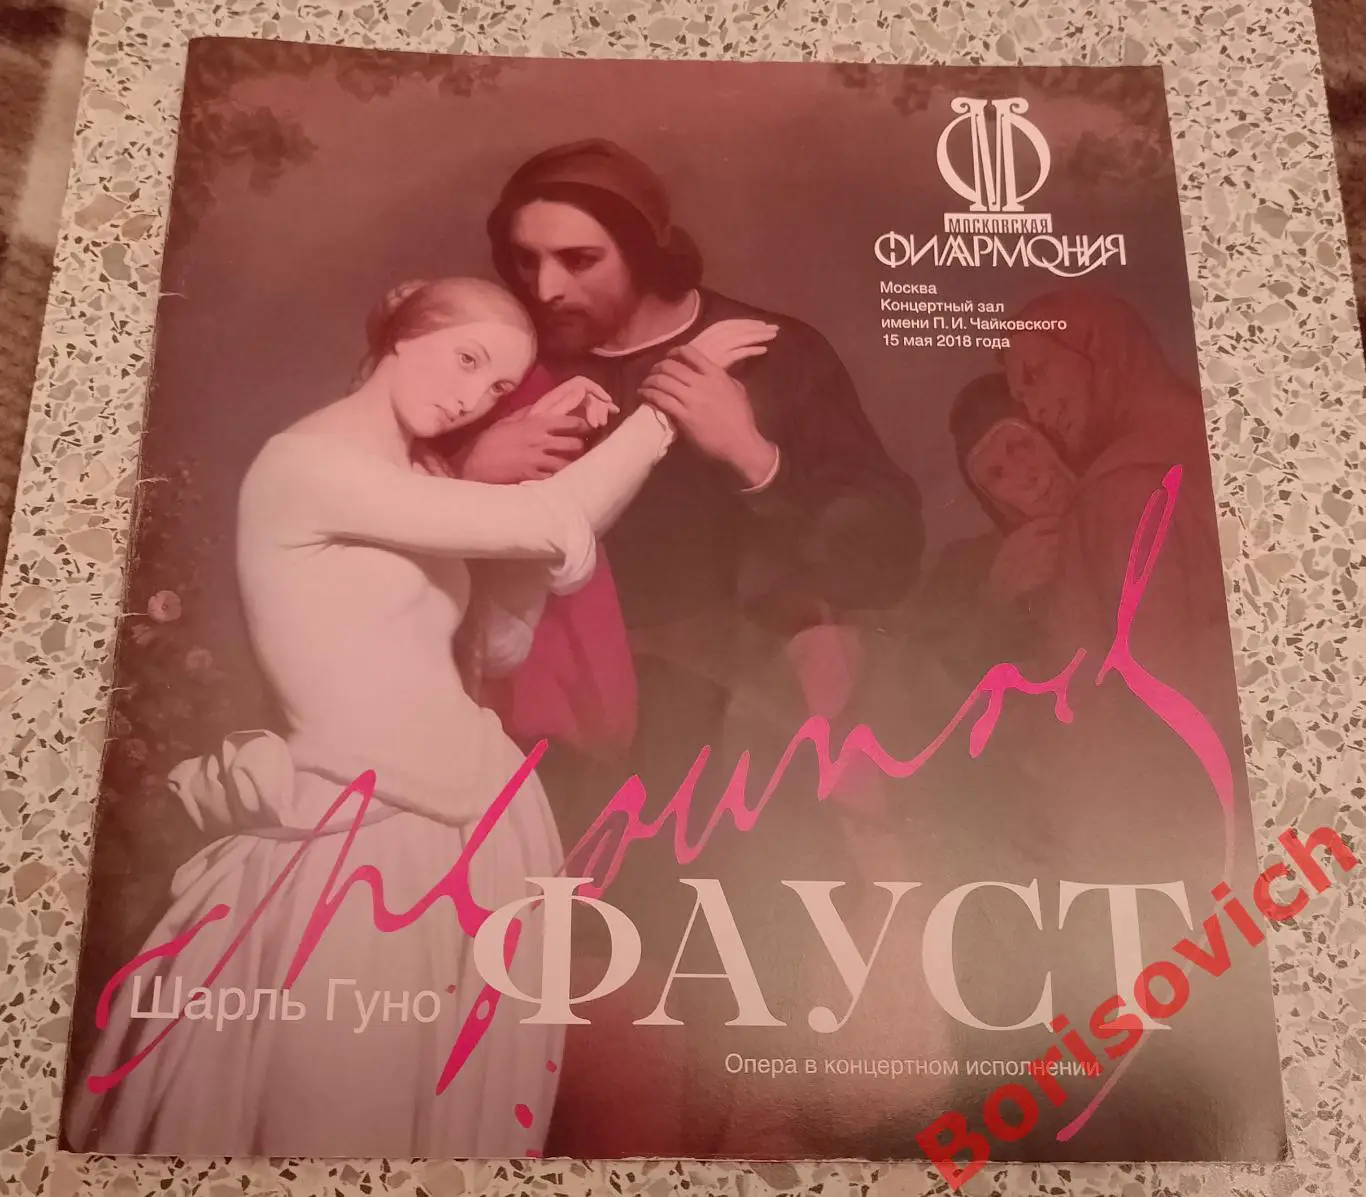 МОСКОВСКАЯ
ФИЛАРМОНИЯ
Москва
Концертный зал
имени П. И. Чайковского
15 мая 2018 года
Шарль Гуно
ФАУСТ
Опера в концертном исполнении
Borisovich